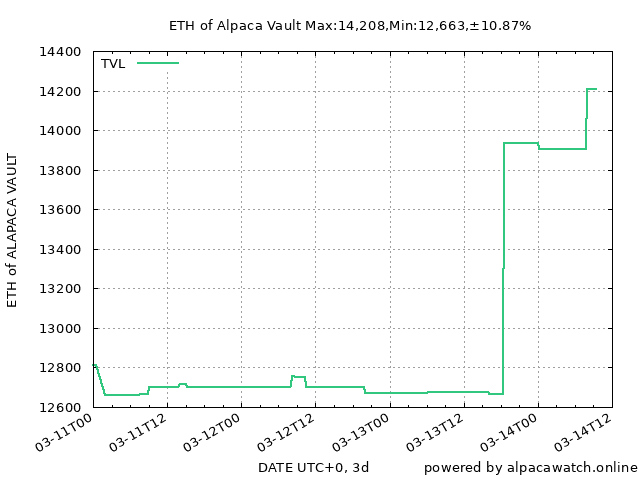 ETH of Alpaca Vault Max:14,208,Min:12,663,±10.87%
TVL
14400
14200
14000
13800
13600
13400
13200
13000
12800
12600
ETH of ALAPACA VAULT
03-11T00
03-11T12
03-12T00
03-12T12
03-13T00
03-13T12
03-14T00
03-14T12
DATE UTC+0, 3d
powered by alpacawatch.online